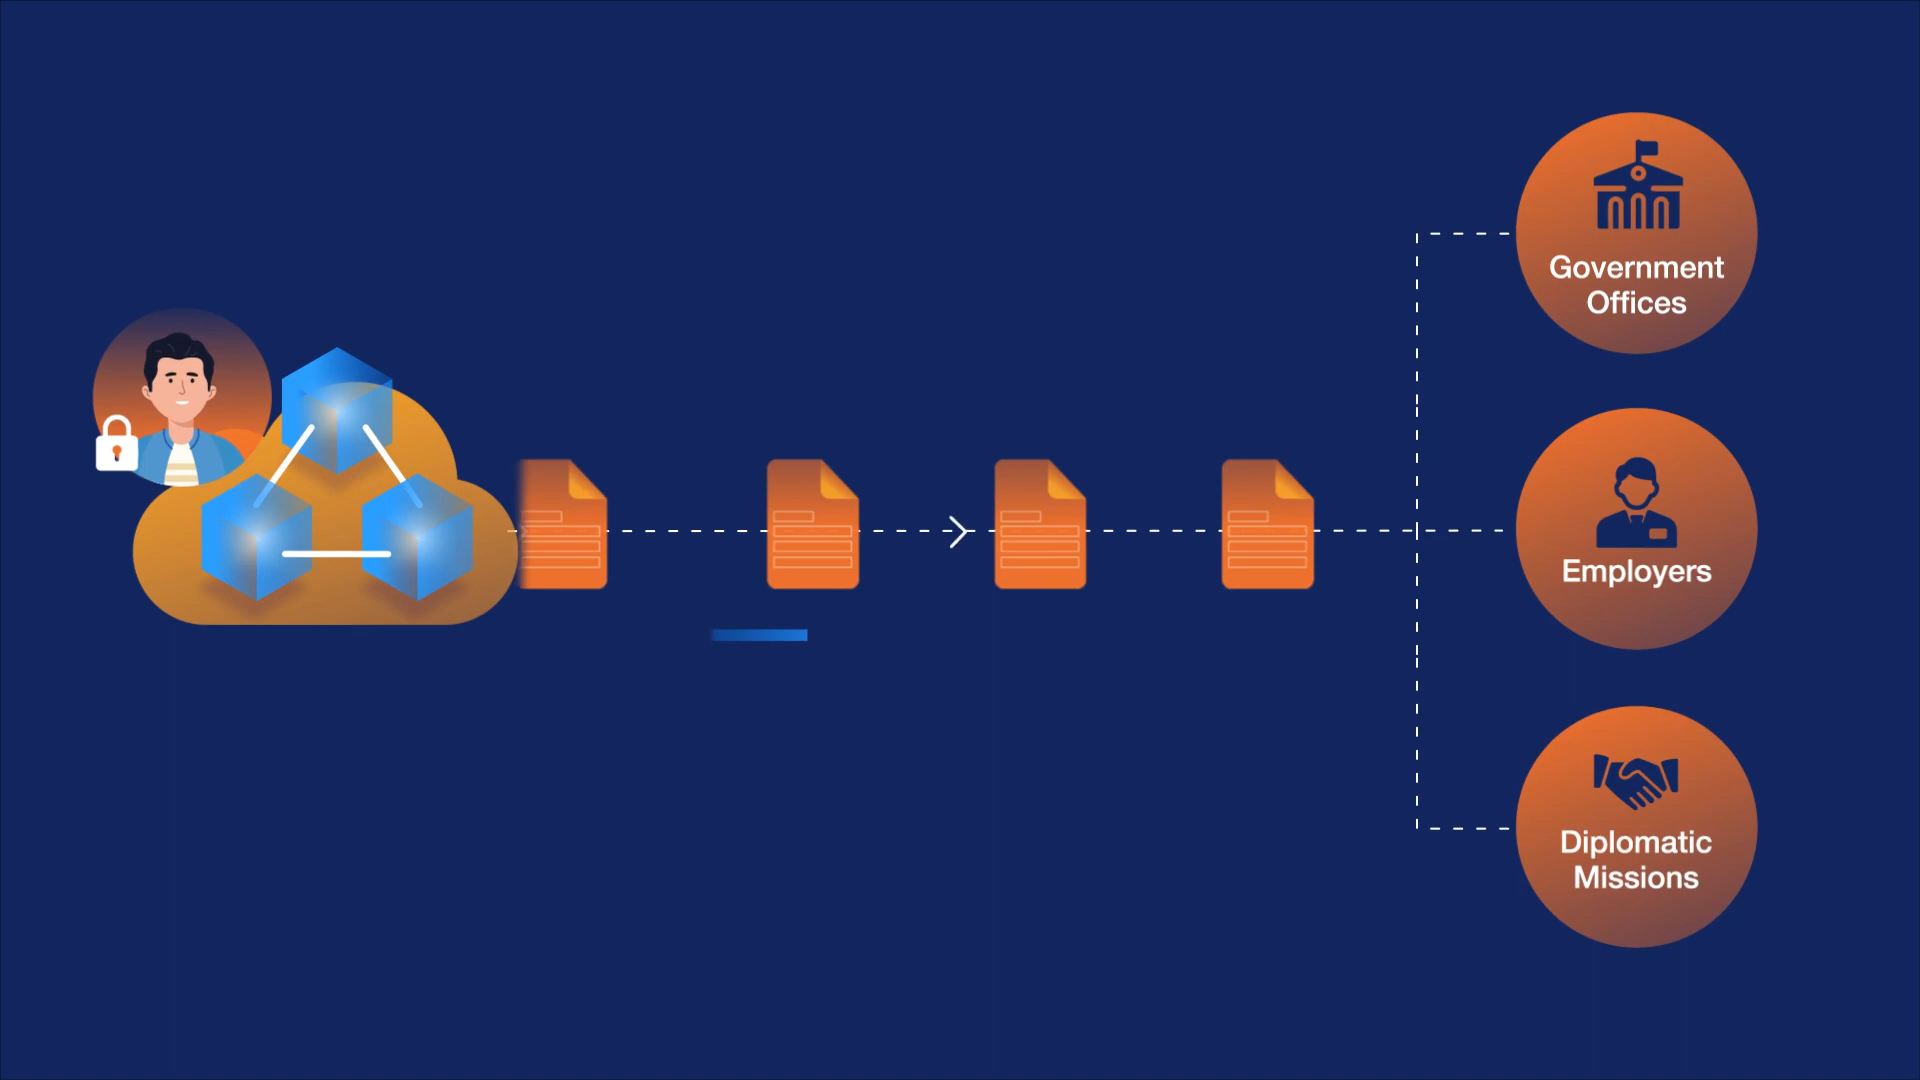 Government
Offices
Employers
Diplomatic
Missions